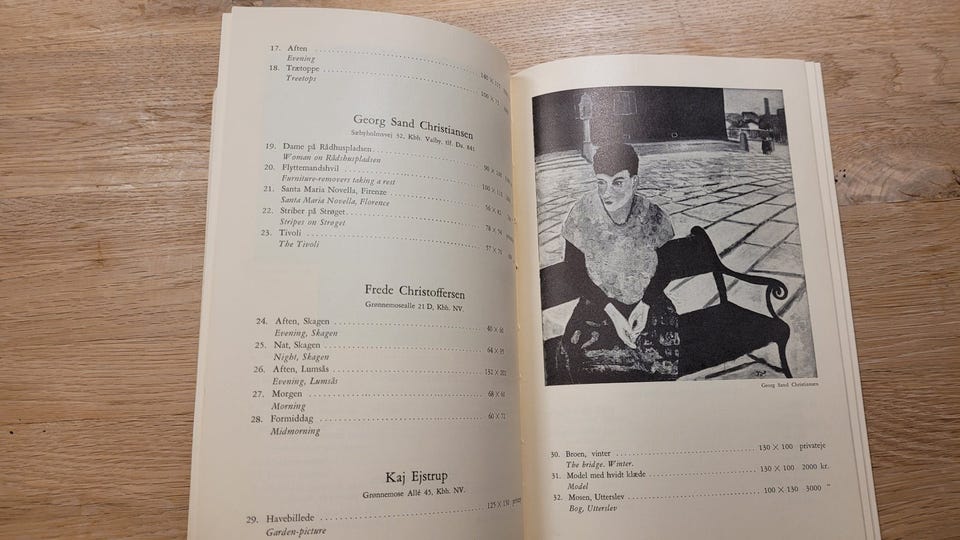 17. Aften
Evening
18. Trætoppe
Treetops
Georg Sand Christiansen
Sæbyholmsvej 32, Kbh. Valby, tlf. Da. 841
19. Dame på Rådhuspladsen
Woman on Rådshuspladsen
20. Flyttemandshvil
Furniture-removers taking a rest
21. Santa Maria Novella, Firenze
Santa Maria Novella, Florence
22. Striber på Strøget
Stripes on Strøget
23. Tivoli
The Tivoli
Frede Christoffersen
Grønnemosealle 21 D, Kbh. NV.
24. Aften, Skagen
Evening, Skagen
25. Nat, Skagen
Night, Skagen
26. Aften, Lumsås
Evening, Lumsås
27. Morgen
Morning
28. Formiddag
Midmorning
Kaj Ejstrup
Grønnemose Allé 45, Kbh. NV.
29. Havebillede 125 × 130
Garden-picture
Georg Sand Christiansen
30. Broen, vinter 130 × 100 privateje
The bridge. Winter.
31. Model med hvidt klæde 130 × 100 2000 kr.
Model
32. Mosen, Utterslev 100 × 130 3000 "
Bog, Utterslev